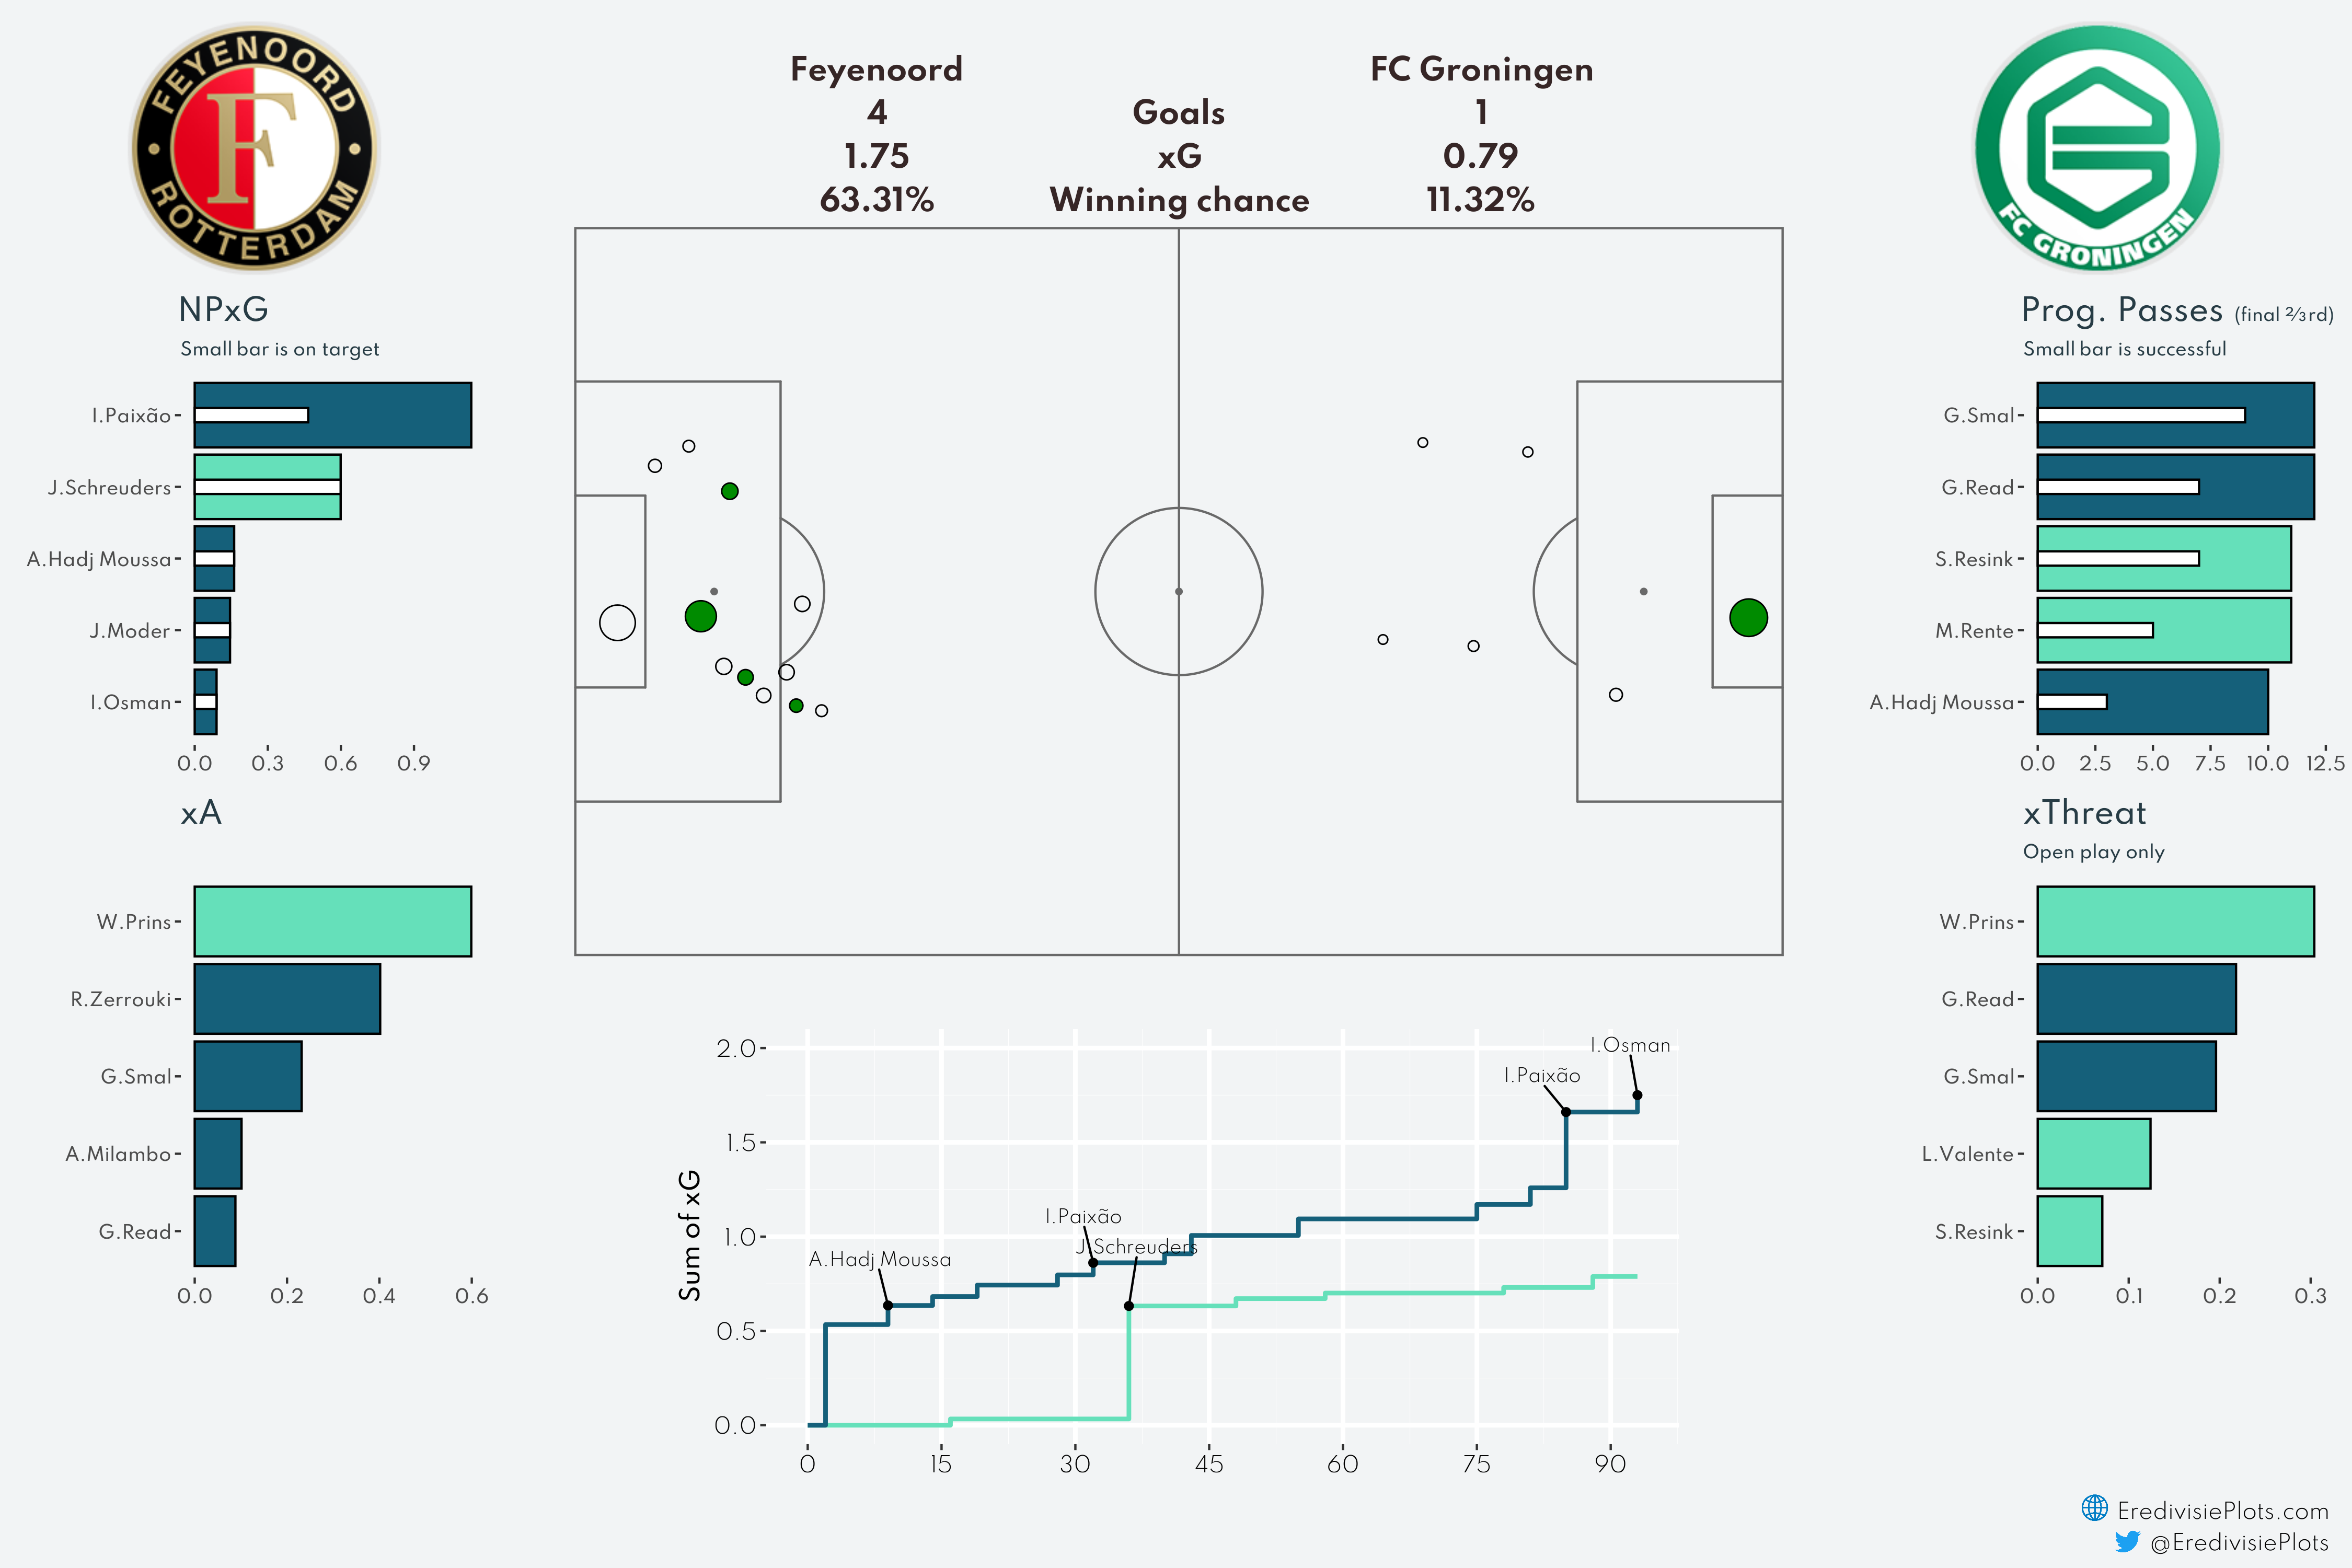 FEYENOORD
ROTTERDAM
F
Feyenoord FC Groningen
4 Goals 1
1.75 xG 0.79
63.31% Winning chance 11.32%
FC GRONINGEN
NPxG
Small bar is on target
I.Paixão
J.Schreuders
A.Hadj Moussa
J.Moder
I.Osman
0.0 0.3 0.6 0.9
xA
W.Prins
R.Zerrouki
G.Smal
A.Milambo
G.Read
0.0 0.2 0.4 0.6
Sum of xG
2.0
1.5
1.0
0.5
0.0
0 15 30 45 60 75 90
A.Hadj Moussa
I.Paixão
J.Schreuders
I.Paixão
I.Osman
Prog. Passes (final ⅔rd)
Small bar is successful
G.Smal
G.Read
S.Resink
M.Rente
A.Hadj Moussa
0.0 2.5 5.0 7.5 10.0 12.5
xThreat
Open play only
W.Prins
G.Read
G.Smal
L.Valente
S.Resink
0.0 0.1 0.2 0.3
EredivisiePlots.com
@EredivisiePlots